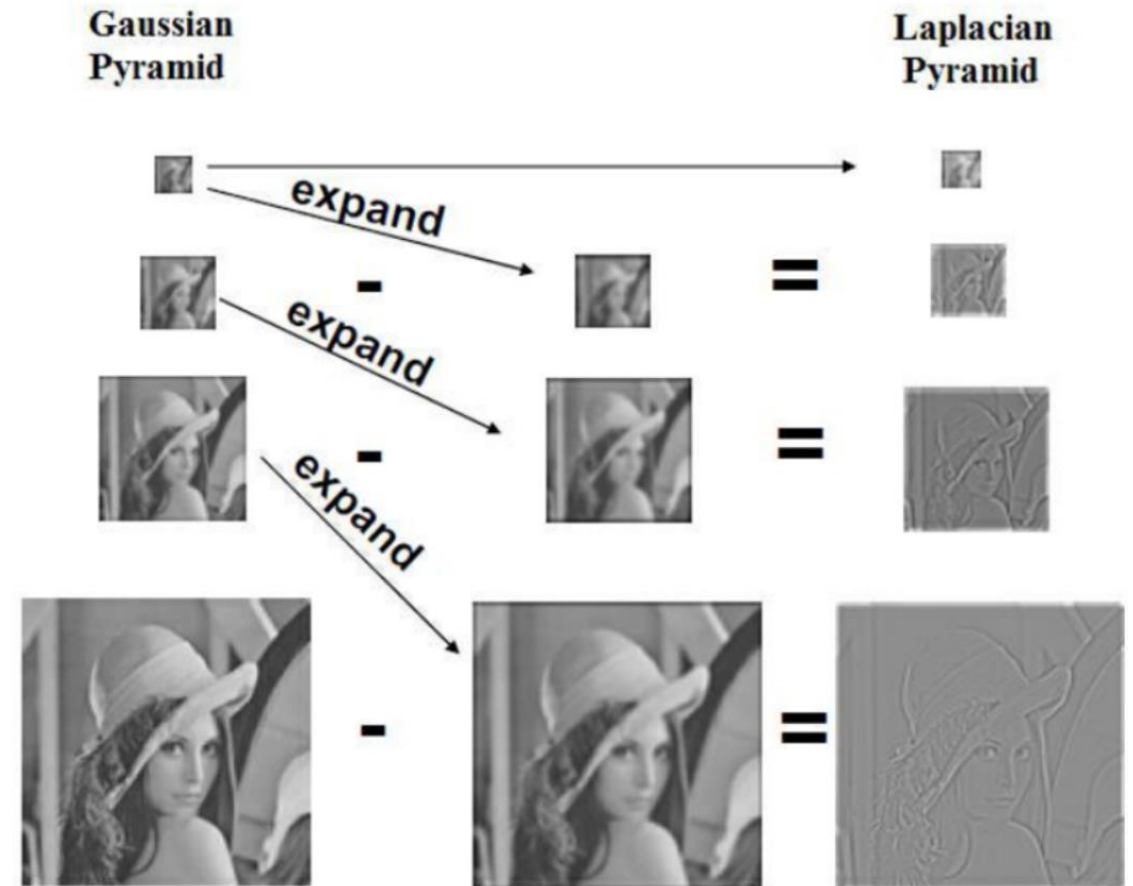 Gaussian
Pyramid
Laplacian
Pyramid
expand
-
=
expand
-
=
expand
-
=